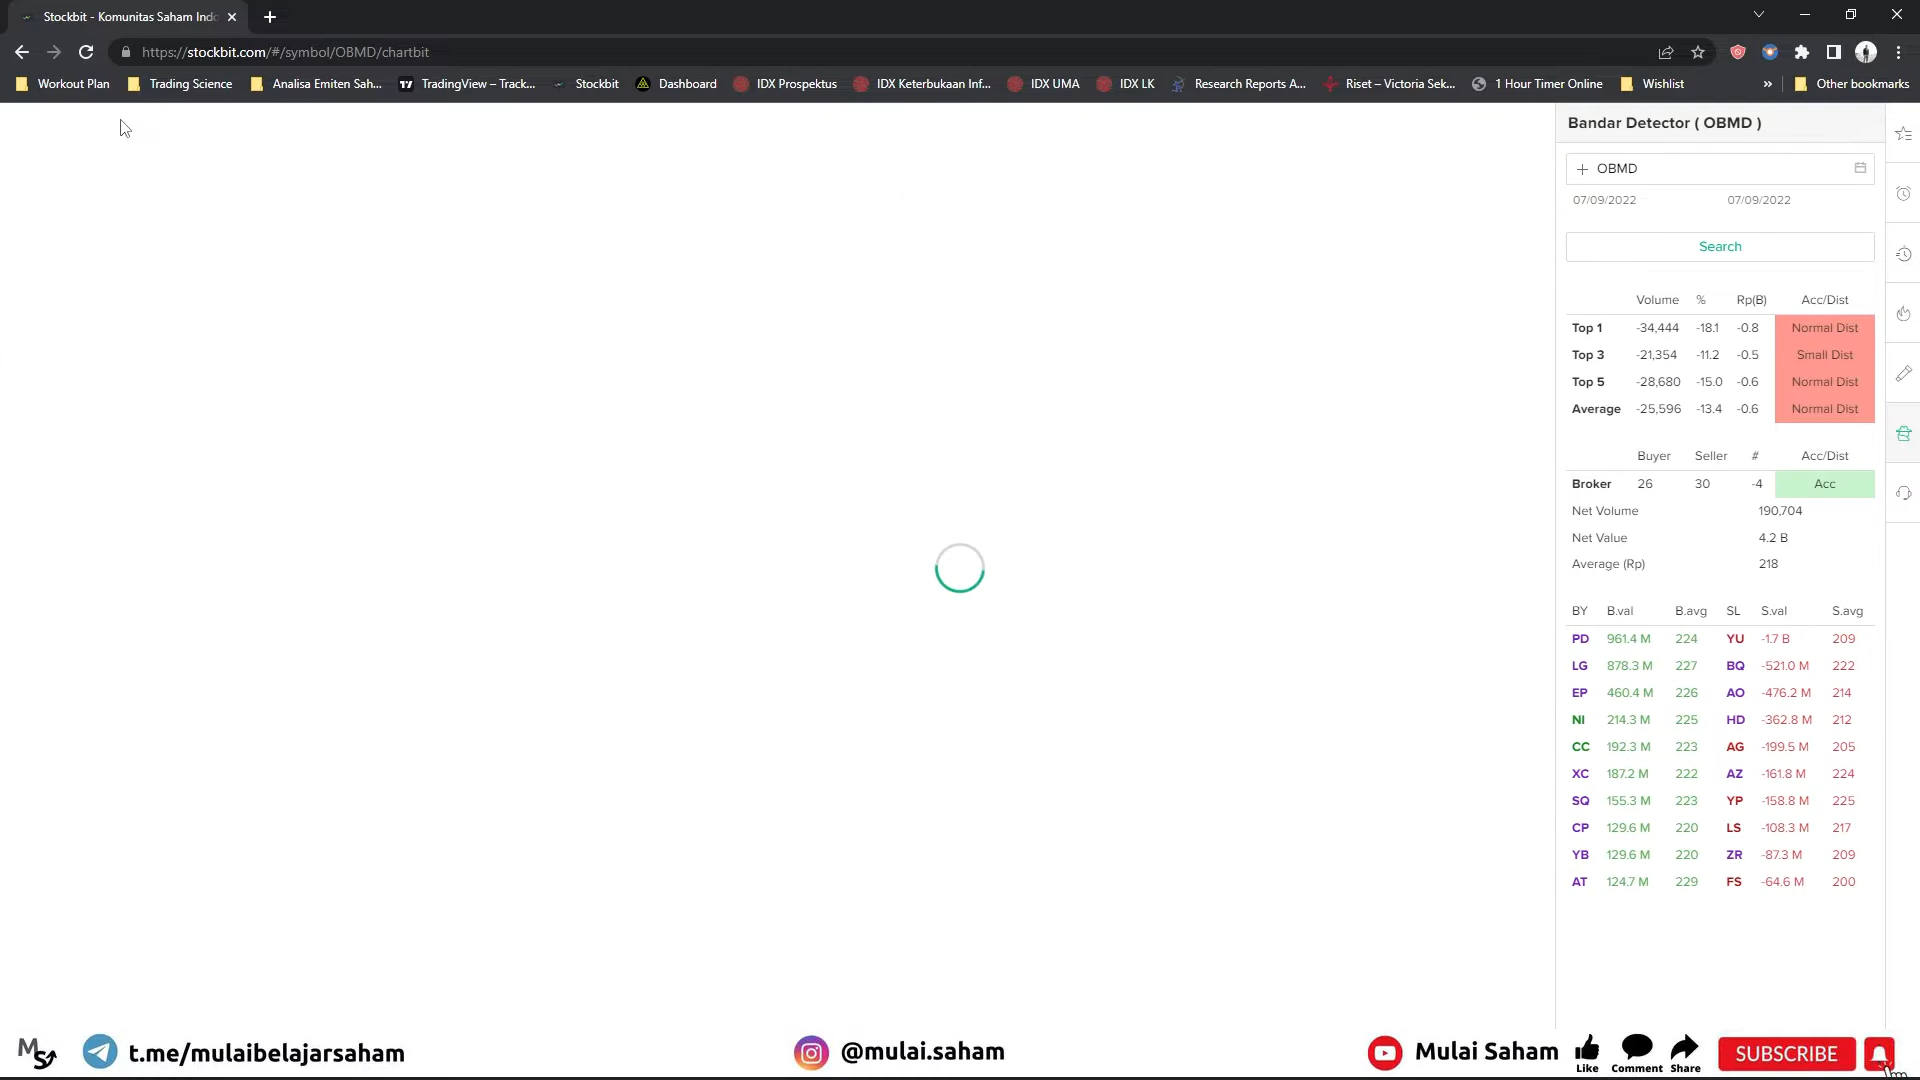 Stockbit - Komunitas Saham Indo
https://stockbit.com/#/symbol/OBMD/chartbit
Workout Plan Trading Science Analisa Emiten Sah... TradingView – Track... Stockbit Dashboard IDX Prospektus IDX Keterbukaan Inf... IDX UMA IDX LK Research Reports A... Riset – Victoria Sek... 1 Hour Timer Online Wishlist » Other bookmarks
Bandar Detector ( OBMD )
OBMD
07/09/2022 07/09/2022
Search
Volume % Rp(B) Acc/Dist
Top 1 -34,444 -18.1 -0.8 Normal Dist
Top 3 -21,354 -11.2 -0.5 Small Dist
Top 5 -28,680 -15.0 -0.6 Normal Dist
Average -25,596 -13.4 -0.6 Normal Dist
Buyer Seller # Acc/Dist
Broker 26 30 -4 Acc
Net Volume 190,704
Net Value 4.2 B
Average (Rp) 218
BY B.val B.avg SL S.val S.avg
PD 961.4 M 224 YU -1.7 B 209
LG 878.3 M 227 BQ -521.0 M 222
EP 460.4 M 226 AO -476.2 M 214
NI 214.3 M 225 HD -362.8 M 212
CC 192.3 M 223 AG -199.5 M 205
XC 187.2 M 222 AZ -161.8 M 224
SQ 155.3 M 223 YP -158.8 M 225
CP 129.6 M 220 LS -108.3 M 217
YB 129.6 M 220 ZR -87.3 M 209
AT 124.7 M 229 FS -64.6 M 200
MS t.me/mulaibelajarsaham @mulai.saham Mulai Saham SUBSCRIBE
Like Comment Share